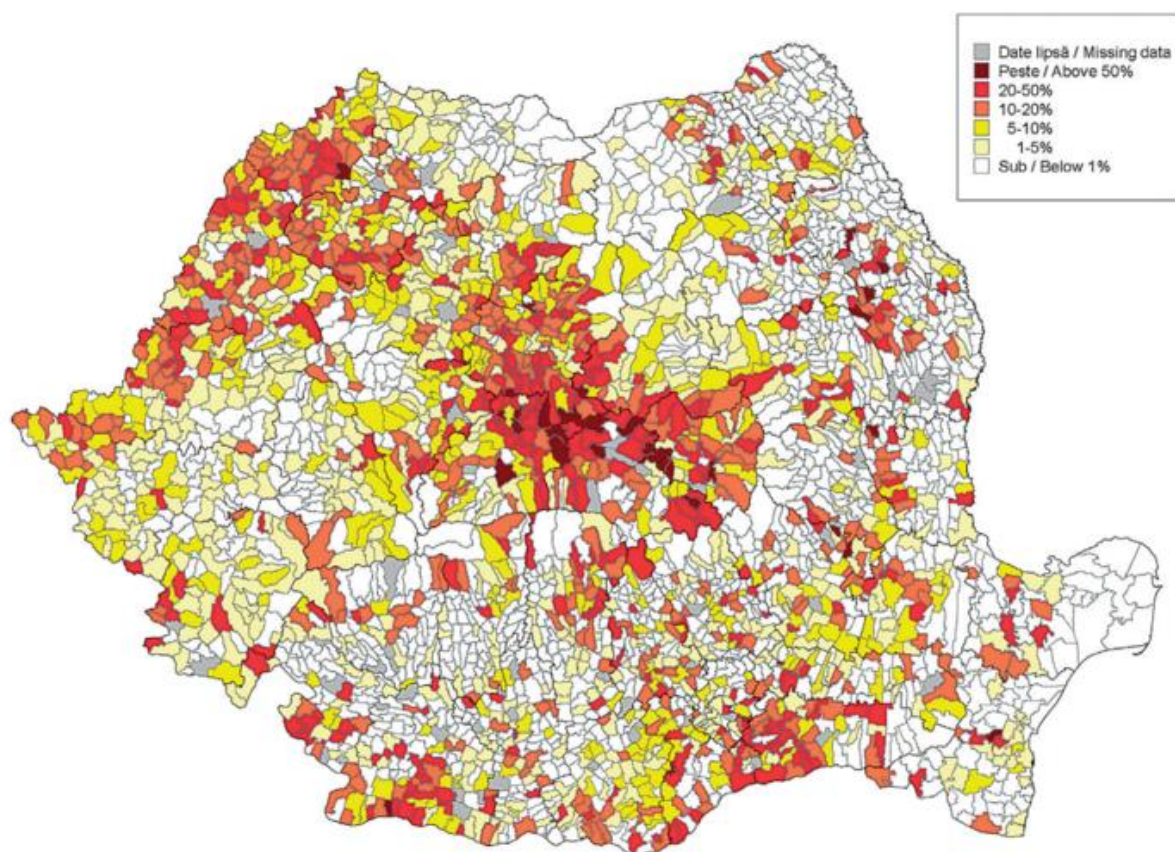 Date lipsă / Missing data
Peste / Above 50%
20-50%
10-20%
5-10%
1-5%
Sub / Below 1%